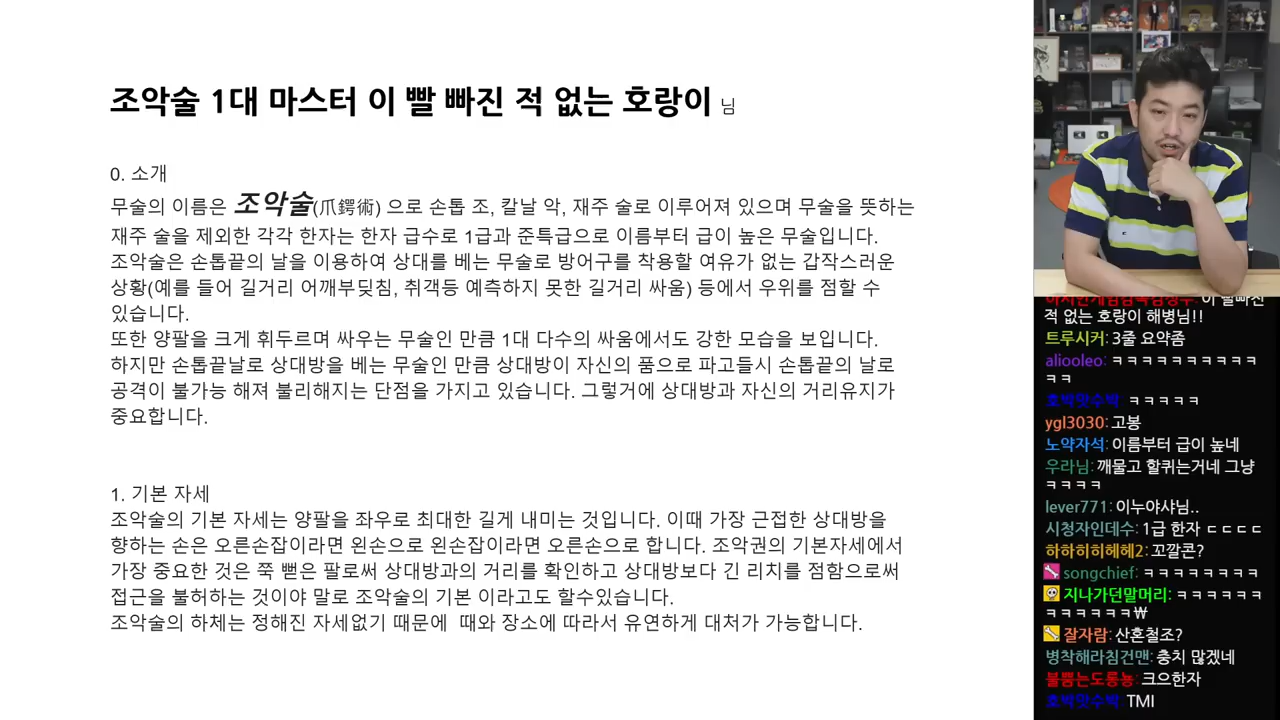 조악술 1대 마스터 이 빨 빠진 적 없는 호랑이 님
0. 소개
무술의 이름은 조악술(爪鍔術) 으로 손톱 조, 칼날 악, 재주 술로 이루어져 있으며 무술을 뜻하는
재주 술을 제외한 각각 한자는 한자 급수로 1급과 준특급으로 이름부터 급이 높은 무술입니다.
조악술은 손톱끝의 날을 이용하여 상대를 베는 무술로 방어구를 착용할 여유가 없는 갑작스러운
상황(예를 들어 길거리 어깨부딪침, 취객등 예측하지 못한 길거리 싸움) 등에서 우위를 점할 수
있습니다.
또한 양팔을 크게 휘두르며 싸우는 무술인 만큼 1대 다수의 싸움에서도 강한 모습을 보입니다.
하지만 손톱끝날로 상대방을 베는 무술인 만큼 상대방이 자신의 품으로 파고들시 손톱끝의 날로
공격이 불가능 해져 불리해지는 단점을 가지고 있습니다. 그렇거에 상대방과 자신의 거리유지가
중요합니다.
1. 기본 자세
조악술의 기본 자세는 양팔을 좌우로 최대한 길게 내미는 것입니다. 이때 가장 근접한 상대방을
향하는 손은 오른손잡이라면 왼손으로 왼손잡이라면 오른손으로 합니다. 조악권의 기본자세에서
가장 중요한 것은 쭉 뻗은 팔로써 상대방과의 거리를 확인하고 상대방보다 긴 리치를 점함으로써
접근을 불허하는 것이야 말로 조악술의 기본 이라고도 할수있습니다.
조악술의 하체는 정해진 자세없기 때문에 때와 장소에 따라서 유연하게 대처가 가능합니다.
이 빨빠진
적 없는 호랑이 해병님!!
트루시커: 3줄 요약좀
aliooleo: ㅋㅋㅋㅋㅋㅋㅋㅋㅋㅋ
ㅋㅋ
호박맛수박: ㅋㅋㅋㅋㅋ
ygl3030: 고봉
노약자석: 이름부터 급이 높네
우라님: 깨물고 할퀴는거네 그냥
ㅋㅋㅋㅋ
lever771: 이누야샤님..
시청자인데수: 1급 한자 ㄷㄷㄷㄷ
하하히히헤헤2: 꼬깔콘?
songchief: ㅋㅋㅋㅋㅋㅋㅋㅋ
지나가던말머리: ㅋㅋㅋㅋㅋㅋ
ㅋㅋㅋㅋㅋㅋ₩
잘자람: 산혼철조?
병착해라침건맨: 충치 많겠네
불뿜는도롱뇽: 크으한자
호박맛수박: TMI